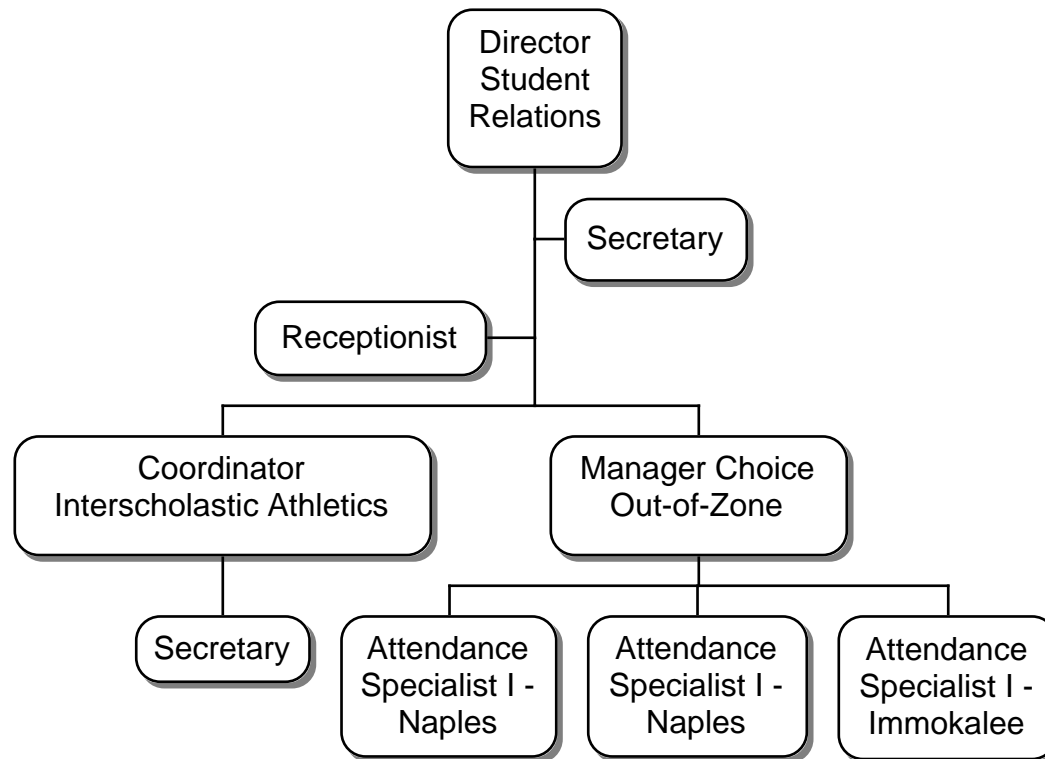 Director
Student
Relations
Secretary
Receptionist
Coordinator
Interscholastic Athletics
Manager Choice
Out-of-Zone
Secretary
Attendance
Specialist I -
Naples
Attendance
Specialist I -
Naples
Attendance
Specialist I -
Immokalee